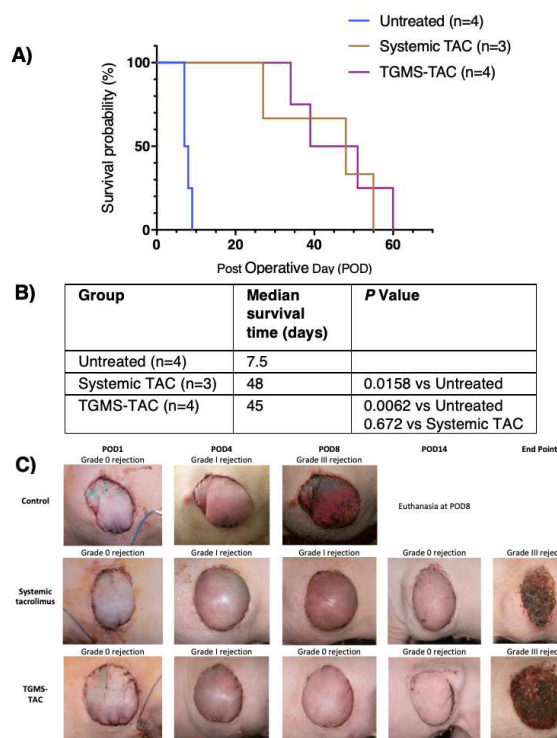 A)
Untreated (n=4)
Systemic TAC (n=3)
TGMS-TAC (n=4)
Survival probability (%)
100
50
0
0 20 40 60
Post Operative Day (POD)
B)
Group Median survival time (days) P Value
Untreated (n=4) 7.5
Systemic TAC (n=3) 48 0.0158 vs Untreated
TGMS-TAC (n=4) 45 0.0062 vs Untreated
0.672 vs Systemic TAC
C)
POD1 POD4 POD8 POD14 End Point
Grade 0 rejection Grade I rejection Grade III rejection
Control
Euthanasia at POD8
Grade 0 rejection Grade I rejection Grade I rejection Grade 0 rejection Grade III reject
Systemic
tacrolimus
Grade 0 rejection Grade I rejection Grade 0 rejection Grade 0 rejection Grade III reject
TGMS-
TAC